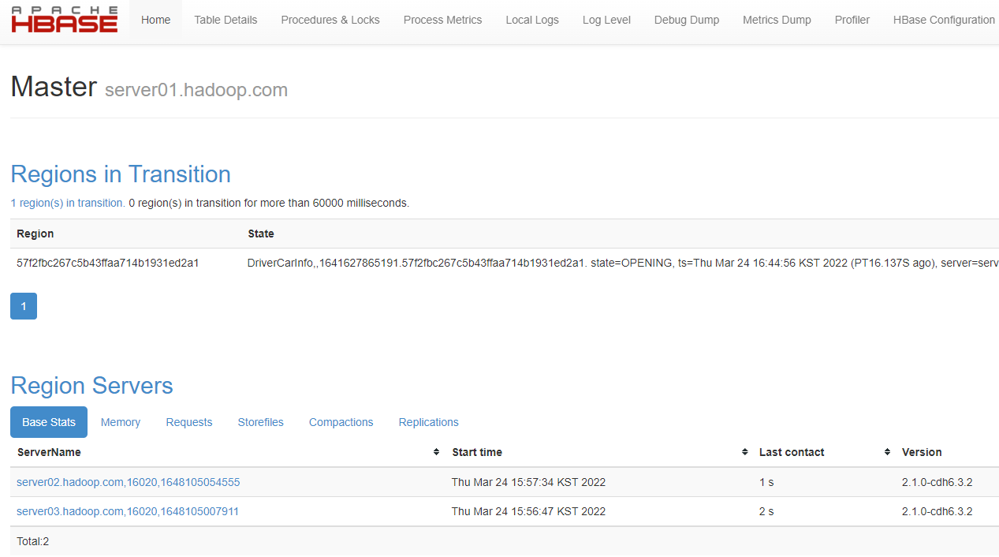 APACHE
HBASE
Home Table Details Procedures & Locks Process Metrics Local Logs Log Level Debug Dump Metrics Dump Profiler HBase Configuration
Master server01.hadoop.com
Regions in Transition
1 region(s) in transition. 0 region(s) in transition for more than 60000 milliseconds.
Region State
57f2fbc267c5b43ffaa714b1931ed2a1 DriverCarInfo,,1641627865191.57f2fbc267c5b43ffaa714b1931ed2a1. state=OPENING, ts=Thu Mar 24 16:44:56 KST 2022 (PT16.137S ago), server=serv
1
Region Servers
Base Stats Memory Requests Storefiles Compactions Replications
ServerName Start time Last contact Version
server02.hadoop.com,16020,1648105054555 Thu Mar 24 15:57:34 KST 2022 1 s 2.1.0-cdh6.3.2
server03.hadoop.com,16020,1648105007911 Thu Mar 24 15:56:47 KST 2022 2 s 2.1.0-cdh6.3.2
Total:2